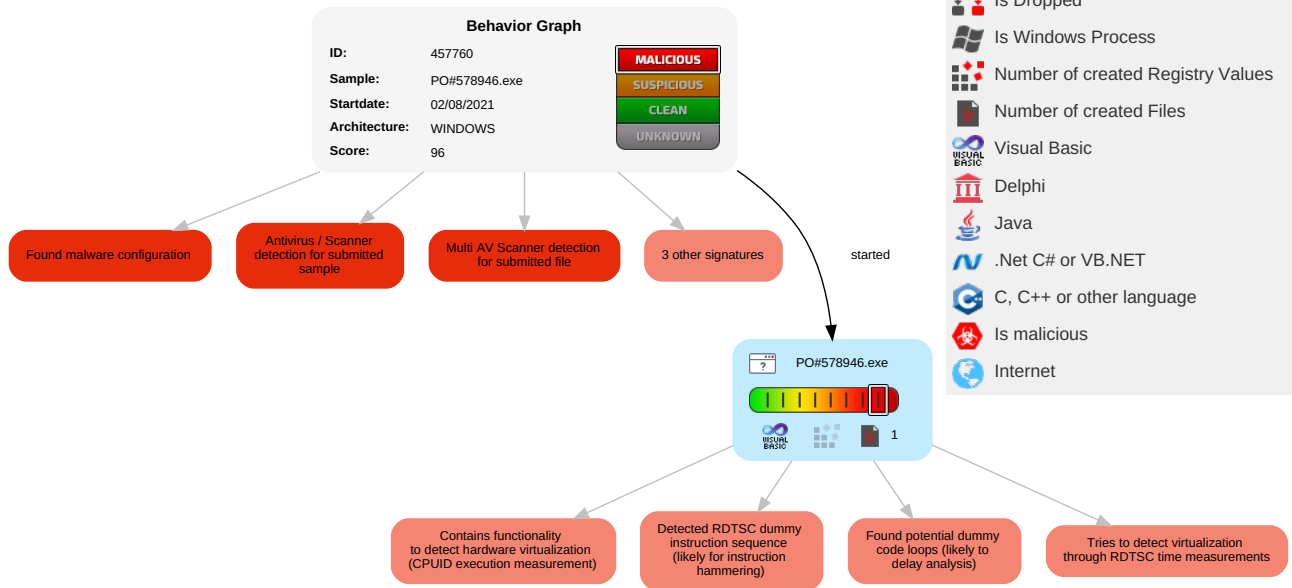 Behavior Graph
ID:
457760
Sample:
PO#578946.exe
Startdate:
02/08/2021
Architecture:
WINDOWS
Score:
96
MALICIOUS
SUSPICIOUS
CLEAN
UNKNOWN
Is Dropped
Is Windows Process
Number of created Registry Values
Number of created Files
VISUAL
BASIC
Visual Basic
Delphi
Java
.Net C# or VB.NET
C, C++ or other language
Is malicious
Internet
Found malware configuration
Antivirus / Scanner
detection for submitted
sample
Multi AV Scanner detection
for submitted file
3 other signatures
started
?
PO#578946.exe
VISUAL
BASIC
1
Contains functionality
to detect hardware virtualization
(CPUID execution measurement)
Detected RDTSC dummy
instruction sequence
(likely for instruction
hammering)
Found potential dummy
code loops (likely to
delay analysis)
Tries to detect virtualization
through RDTSC time measurements